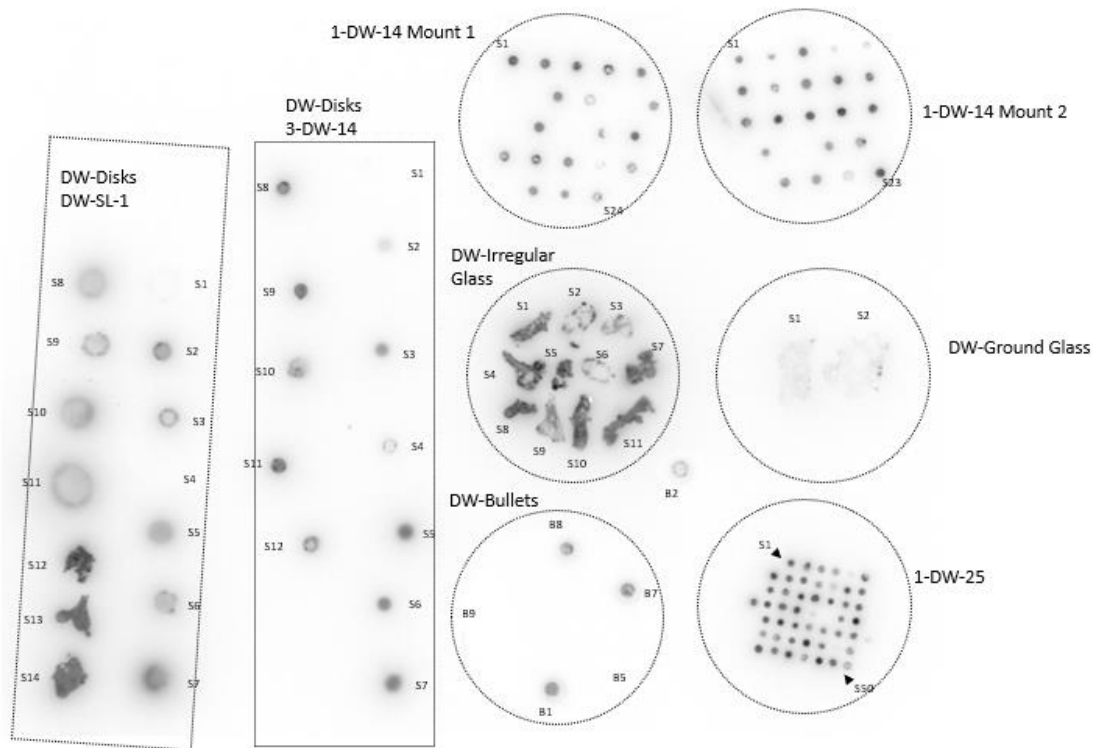 1-DW-14 Mount 1
S1
S24
S1
S23
1-DW-14 Mount 2
DW-Disks
3-DW-14
S1
S8
S2
S9
S3
S10
S4
S11
S5
S12
S6
S7
DW-Disks
DW-SL-1
S8
S1
S9
S2
S10
S3
S11
S4
S5
S12
S6
S13
S14
S7
DW-Irregular
Glass
S1
S2
S3
S4
S5
S6
S7
S8
S9
S10
S11
S1
S2
DW-Ground Glass
B2
DW-Bullets
B8
B7
B9
B5
B1
S1
S50
1-DW-25